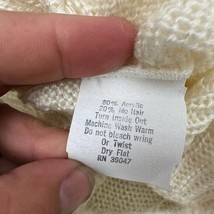 80% Acrylic
20% Mo Hair
Turn Inside Out
Machine Wash Warm
Do not bleach wring
Or Twist
Dry Flat
RN 39047